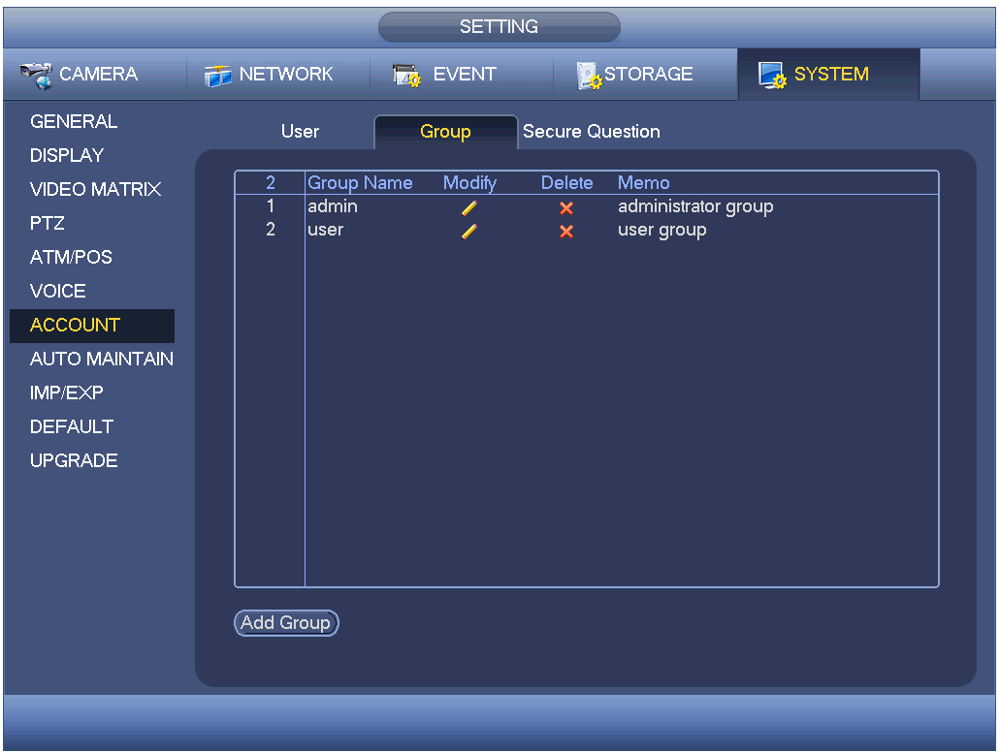 SETTING
CAMERA NETWORK EVENT STORAGE SYSTEM
GENERAL
DISPLAY
VIDEO MATRIX
PTZ
ATM/POS
VOICE
ACCOUNT
AUTO MAINTAIN
IMP/EXP
DEFAULT
UPGRADE
User Group Secure Question
2 Group Name Modify Delete Memo
1 admin administrator group
2 user user group
Add Group